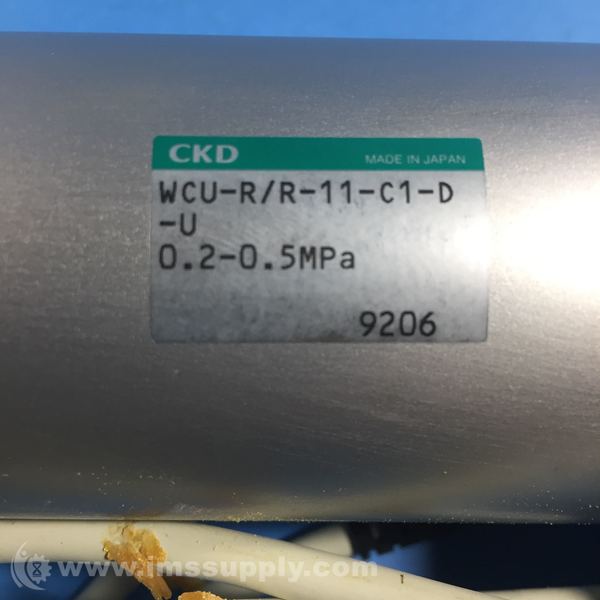 CKD MADE IN JAPAN
WCU-R/R-11-C1-D
-U
0.2-0.5MPa
9206
www.imssupply.com